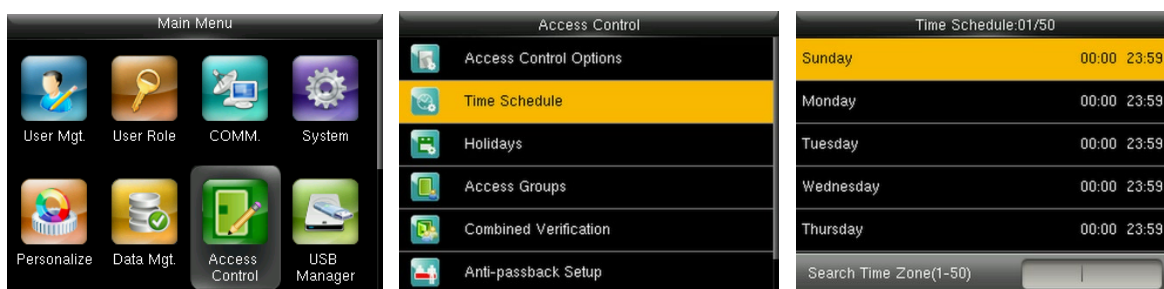 Main Menu
User Mgt.
User Role
COMM.
System
Personalize
Data Mgt.
Access
Control
USB
Manager
Access Control
Access Control Options
Time Schedule
Holidays
Access Groups
Combined Verification
Anti-passback Setup
Time Schedule:01/50
Sunday 00:00 23:59
Monday 00:00 23:59
Tuesday 00:00 23:59
Wednesday 00:00 23:59
Thursday 00:00 23:59
Search Time Zone(1-50)